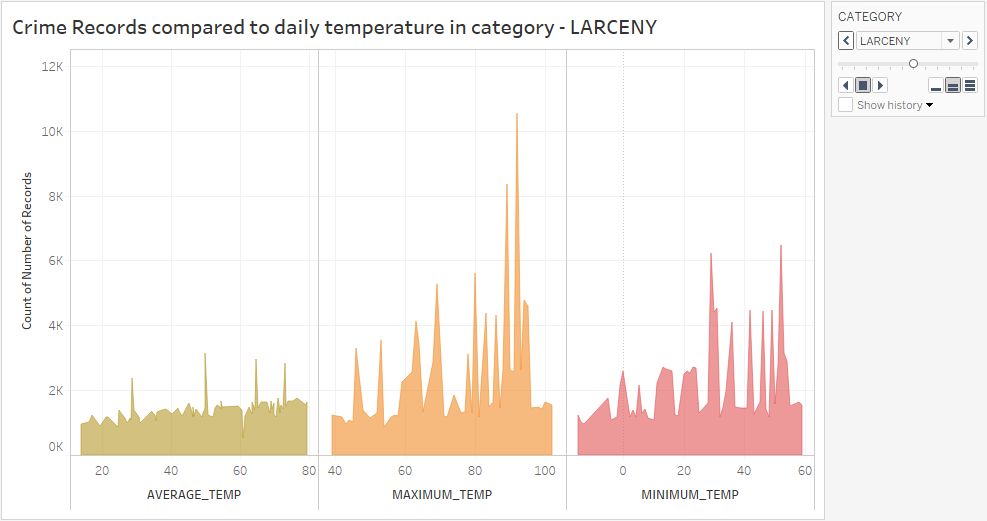 Crime Records compared to daily temperature in category - LARCENY
Count of Number of Records
12K
10K
8K
6K
4K
2K
0K
20 40 60 80
AVERAGE_TEMP
40 60 80 100
MAXIMUM_TEMP
0 20 40 60
MINIMUM_TEMP
CATEGORY
LARCENY
Show history